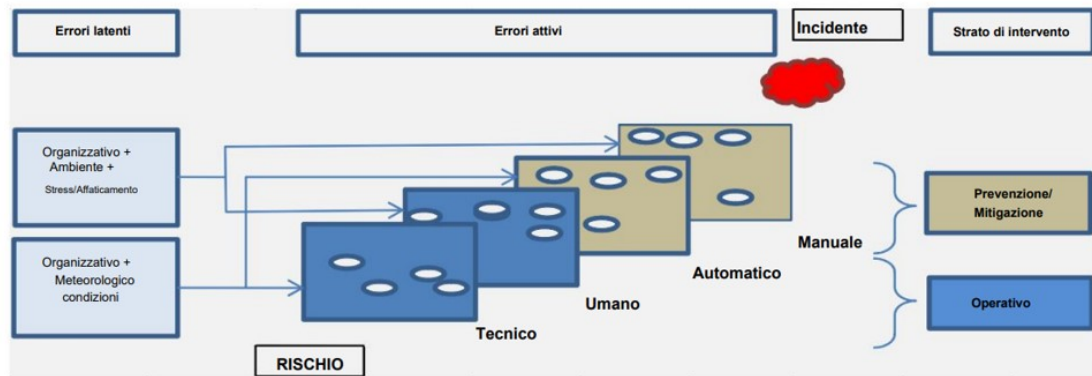 Errori latenti
Errori attivi
Incidente
Strato di intervento
Organizzativo +
Ambiente +
Stress/Affaticamento
Organizzativo +
Meteorologico
condizioni
Manuale
Automatico
Umano
Tecnico
RISCHIO
Prevenzione/
Mitigazione
Operativo